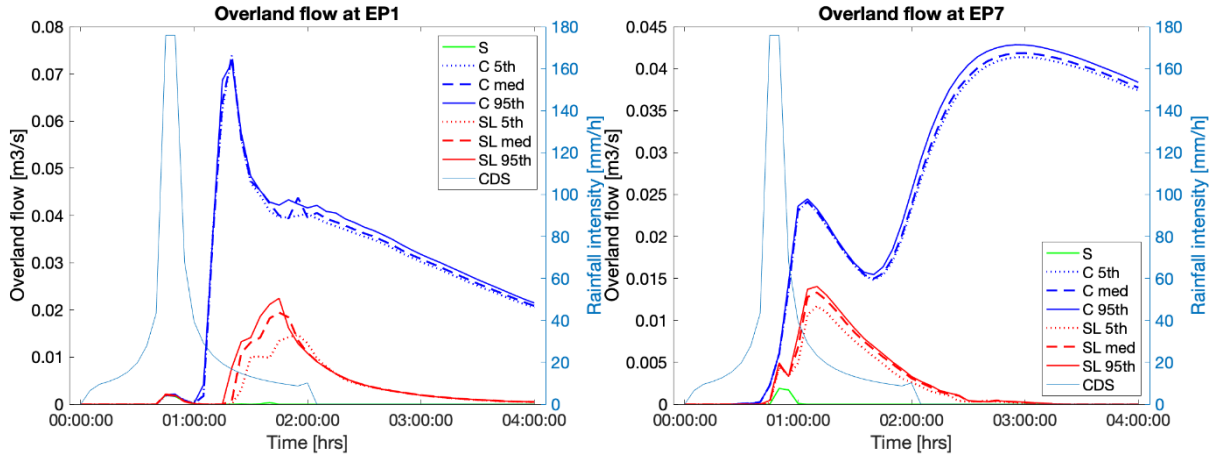 Overland flow at EP1
0.08
0.07
0.06
0.05
0.04
0.03
0.02
0.01
0
Overland flow [m3/s]
180
160
140
120
100
80
60
40
20
0
Rainfall intensity [mm/h]
S
C 5th
C med
C 95th
SL 5th
SL med
SL 95th
CDS
00:00:00 01:00:00 02:00:00 03:00:00 04:00:00
Time [hrs]
Overland flow at EP7
0.045
0.04
0.035
0.03
0.025
0.02
0.015
0.01
0.005
0
Overland flow [m3/s]
180
160
140
120
100
80
60
40
20
0
Rainfall intensity [mm/h]
S
C 5th
C med
C 95th
SL 5th
SL med
SL 95th
CDS
00:00:00 01:00:00 02:00:00 03:00:00 04:00:00
Time [hrs]